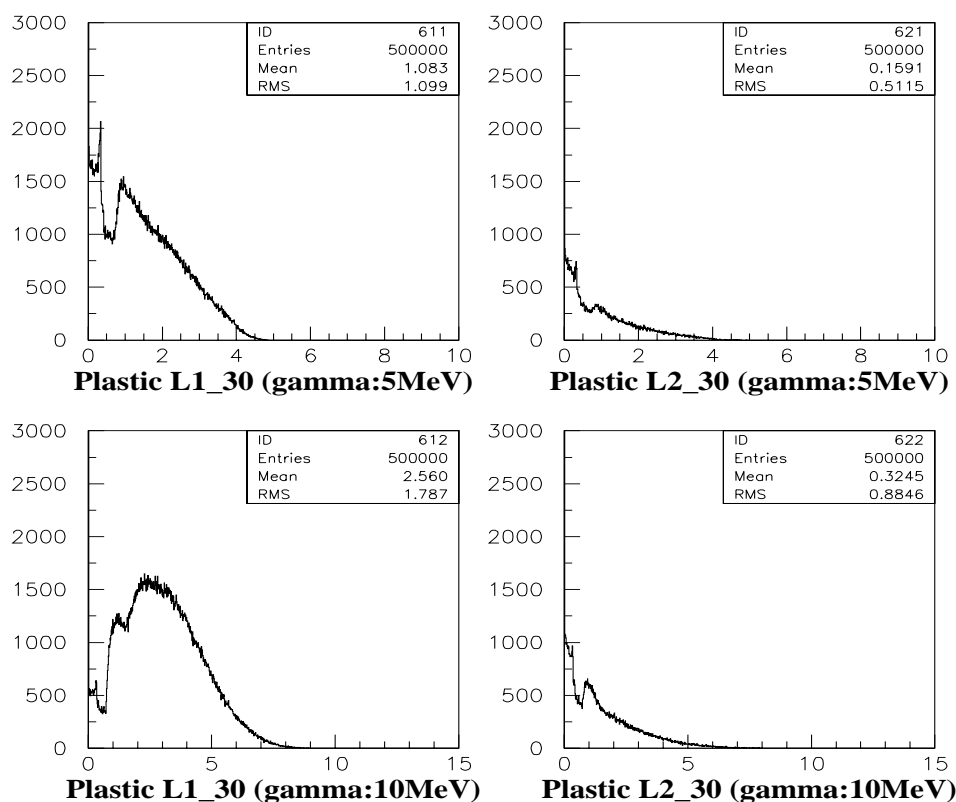 3000
2500
2000
1500
1000
500
0
ID 611
Entries 500000
Mean 1.083
RMS 1.099
0 2 4 6 8 10
Plastic L1_30 (gamma:5MeV)
3000
2500
2000
1500
1000
500
0
ID 621
Entries 500000
Mean 0.1591
RMS 0.5115
0 2 4 6 8 10
Plastic L2_30 (gamma:5MeV)
3000
2500
2000
1500
1000
500
0
ID 612
Entries 500000
Mean 2.560
RMS 1.787
0 5 10 15
Plastic L1_30 (gamma:10MeV)
3000
2500
2000
1500
1000
500
0
ID 622
Entries 500000
Mean 0.3245
RMS 0.8846
0 5 10 15
Plastic L2_30 (gamma:10MeV)